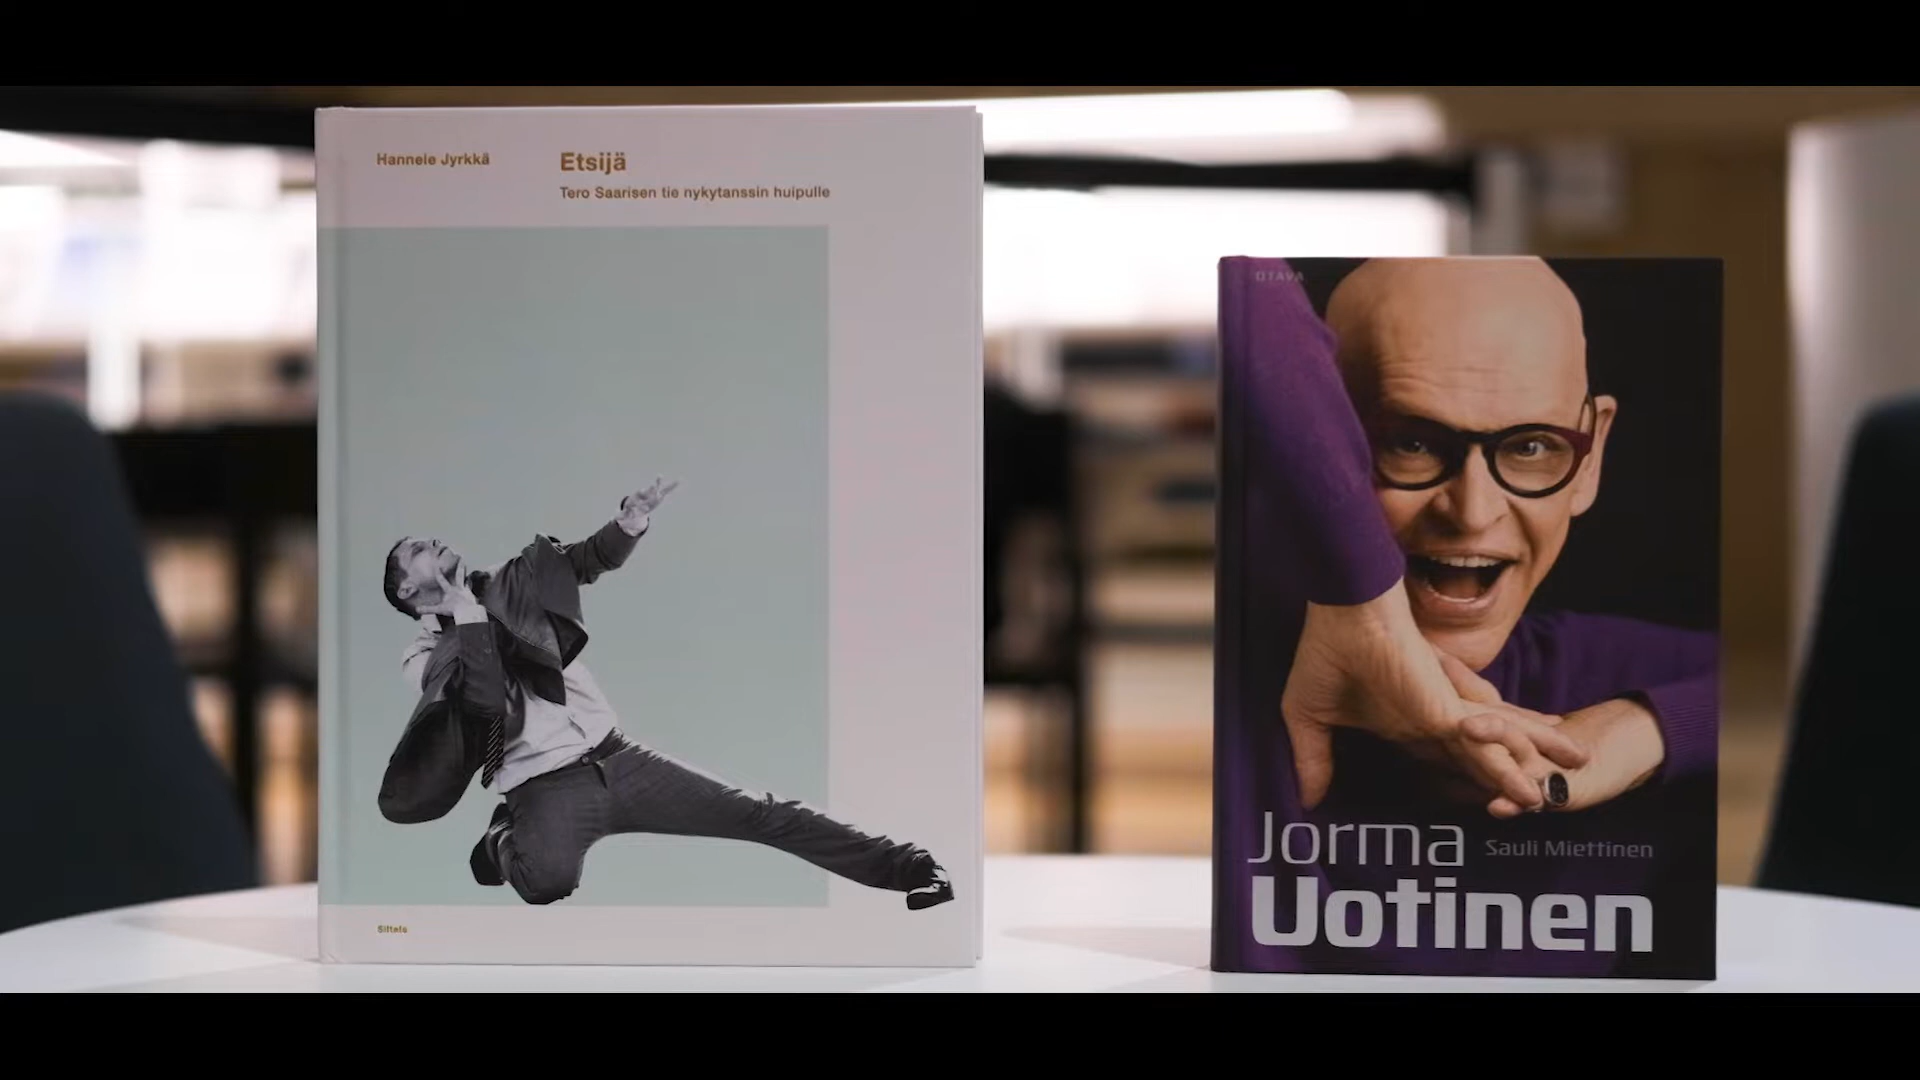 Hannele Jyrkkä
Etsijä
Tero Saarisen tie nykytanssin huipulle
Siltala
OTAVA
Jorma
Sauli Miettinen
Uotinen